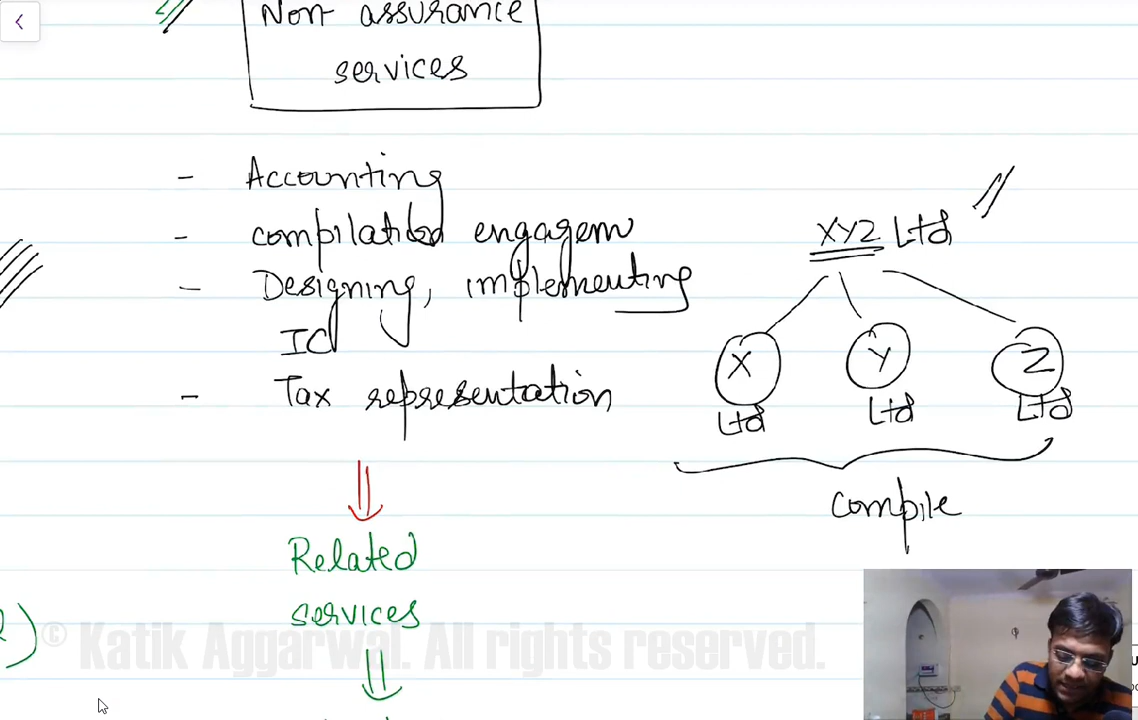 Non assurance
services
- Accounting
- compilation engagem
- Designing, implementing
IC
- Tax representation
XYZ Ltd
X
Ltd
Y
Ltd
Z
Ltd
compile
Related
services
© Katik Aggarwal. All rights reserved.